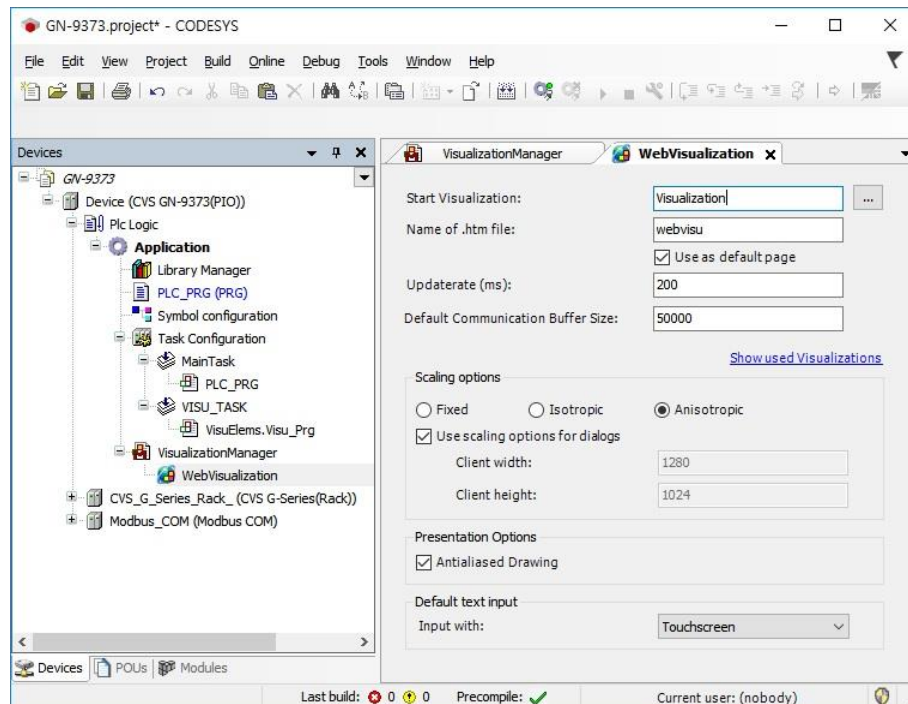 GN-9373.project* - CODESYS
File Edit View Project Build Online Debug Tools Window Help
Devices
GN-9373
Device (CVS GN-9373(PIO))
Plc Logic
Application
Library Manager
PLC_PRG (PRG)
Symbol configuration
Task Configuration
MainTask
PLC_PRG
VISU_TASK
VisuElems.Visu_Prg
VisualizationManager
WebVisualization
CVS_G_Series_Rack_ (CVS G-Series(Rack))
Modbus_COM (Modbus COM)
Devices POUs Modules
VisualizationManager WebVisualization
Start Visualization: Visualization ...
Name of .htm file: webvisu
Use as default page
Updaterate (ms): 200
Default Communication Buffer Size: 50000
Show used Visualizations
Scaling options
Fixed Isotropic Anisotropic
Use scaling options for dialogs
Client width: 1280
Client height: 1024
Presentation Options
Antialiased Drawing
Default text input
Input with: Touchscreen
Last build: 0 0 Precompile: Current user: (nobody)